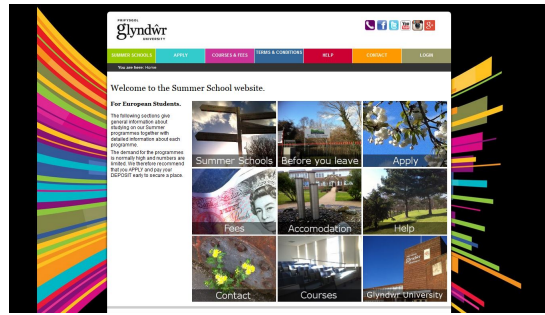 PRIFYSGOL
glyndŵr
UNIVERSITY
SUMMER SCHOOLS
APPLY
COURSES & FEES
TERMS & CONDITIONS
HELP
CONTACT
LOGIN
You are here: Home
Welcome to the Summer School website.
For European Students.
The following sections give
general information about
studying on our Summer
programmes together with
detailed information about each
programme.
The demand for the programmes
is normally high and numbers are
limited. We therefore recommend
that you APPLY and pay your
DEPOSIT early to secure a place.
Summer Schools
Before you leave
Apply
Fees
Accomodation
Help
Contact
Courses
Glyndwr University